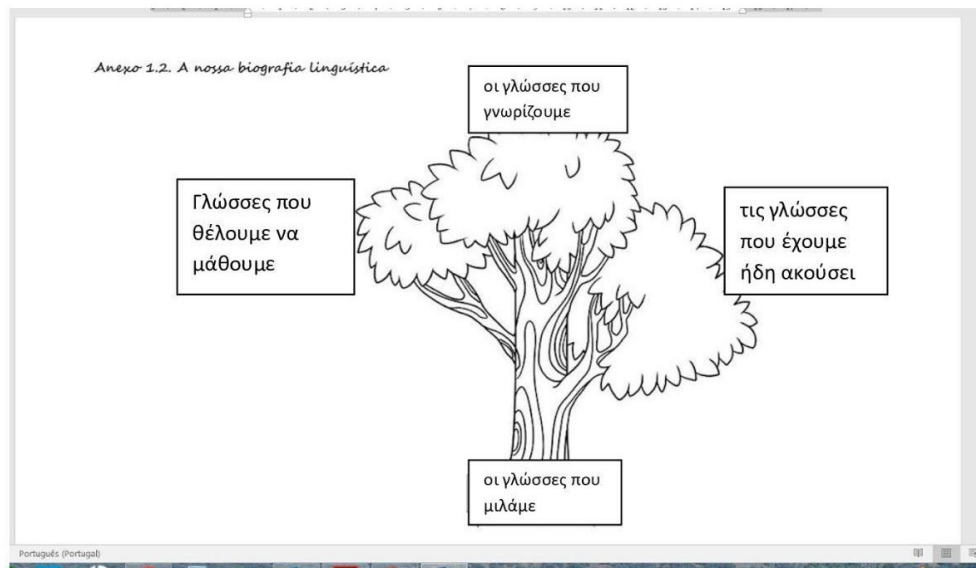 Anexo 1.2. A nossa biografia linguística
οι γλώσσες που
γνωρίζουμε
Γλώσσες που
θέλουμε να
μάθουμε
τις γλώσσες
που έχουμε
ήδη ακούσει
οι γλώσσες που
μιλάμε
Português (Portugal)